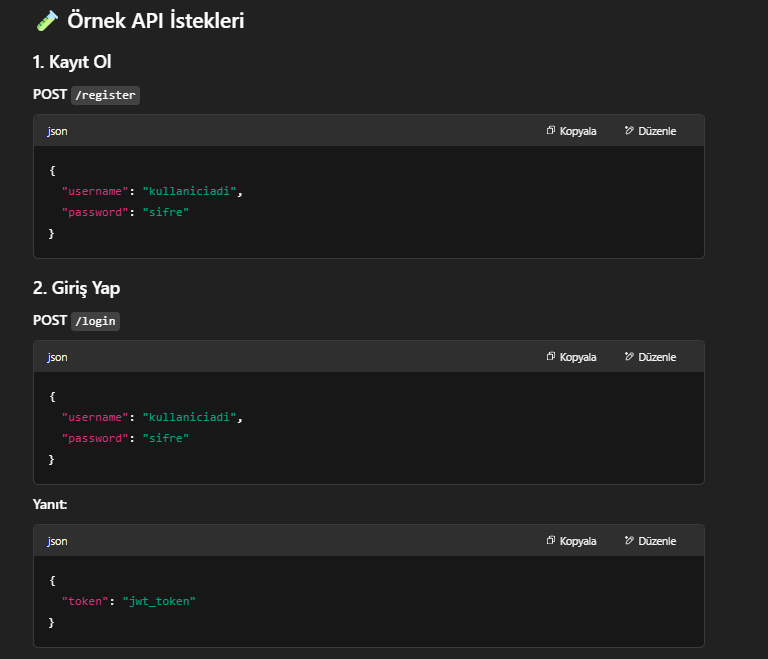 🧪 Örnek API İstekleri
1. Kayıt Ol
POST /register
json Kopyala Düzenle
{
"username": "kullaniciadi",
"password": "sifre"
}
2. Giriş Yap
POST /login
json Kopyala Düzenle
{
"username": "kullaniciadi",
"password": "sifre"
}
Yanıt:
json Kopyala Düzenle
{
"token": "jwt_token"
}